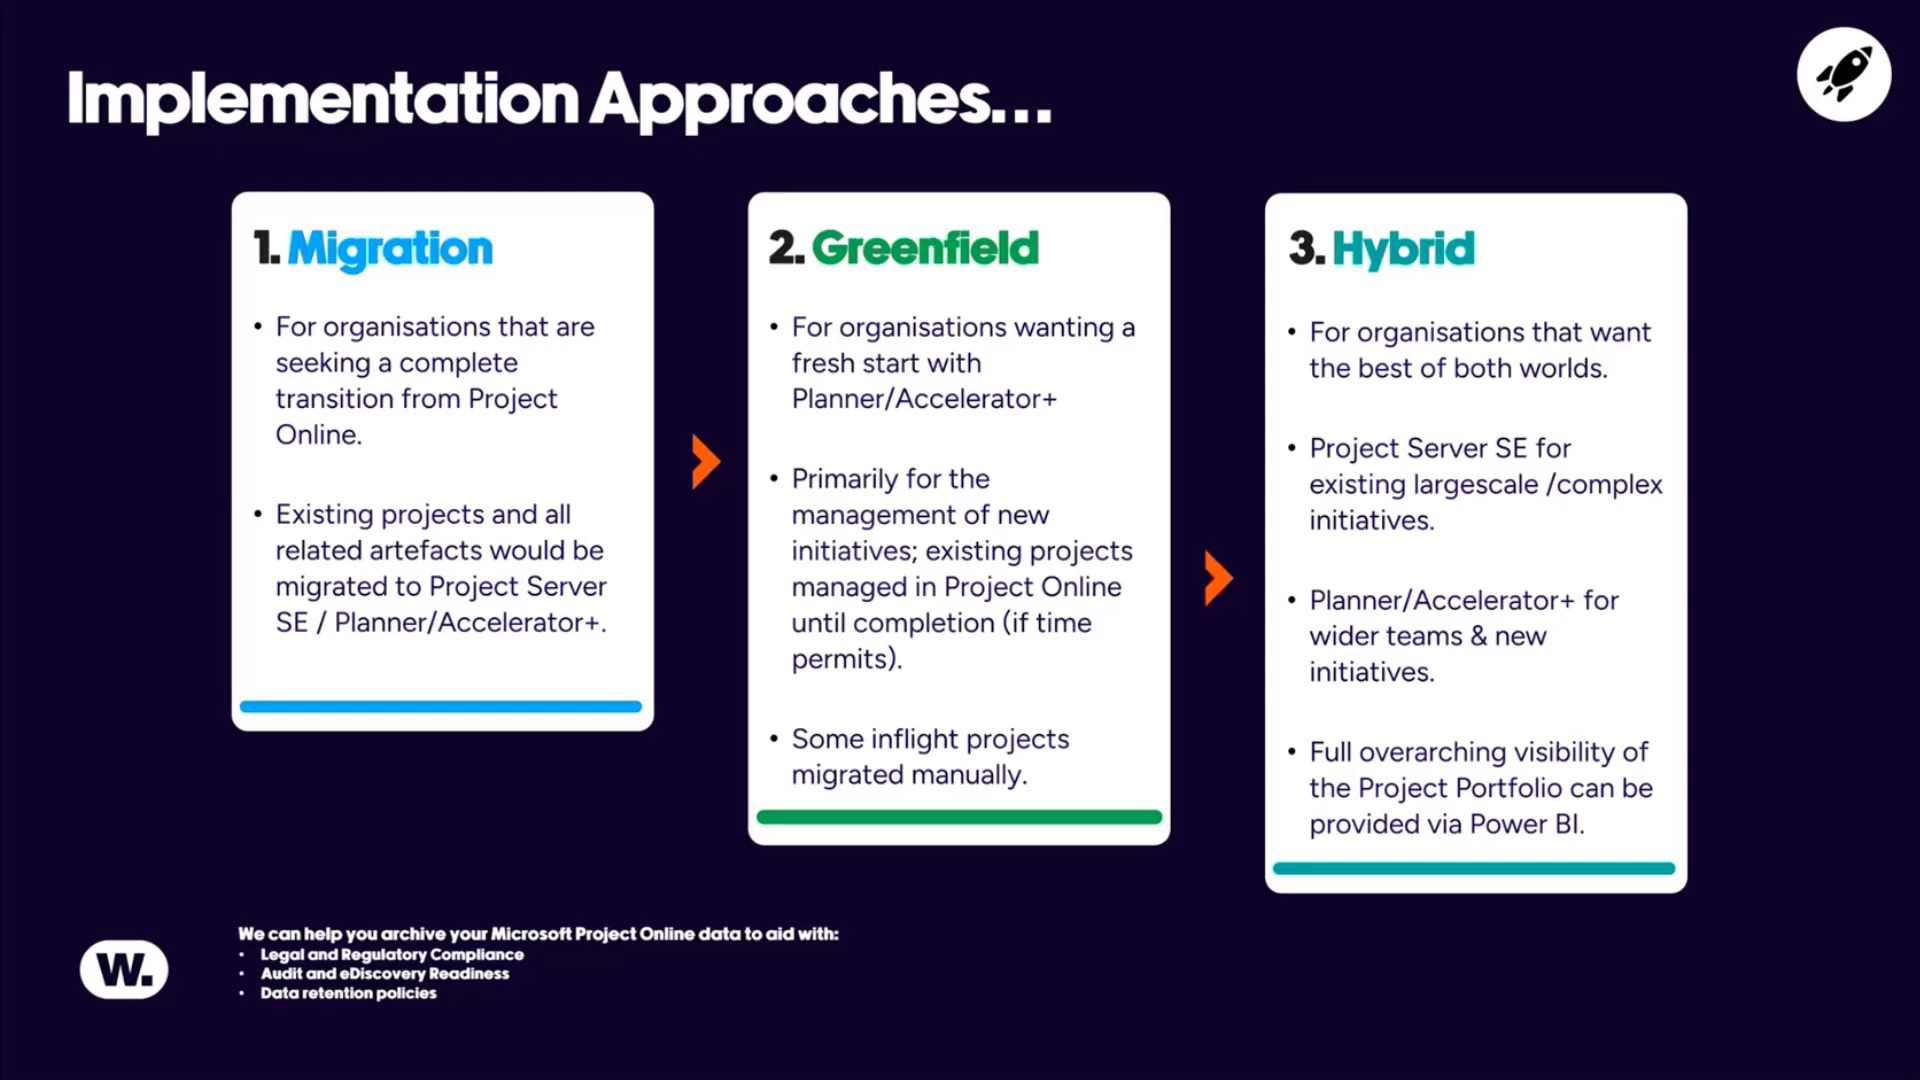 Implementation Approaches...
1. Migration
• For organisations that are
seeking a complete
transition from Project
Online.
• Existing projects and all
related artefacts would be
migrated to Project Server
SE / Planner/Accelerator+.
2. Greenfield
• For organisations wanting a
fresh start with
Planner/Accelerator+
• Primarily for the
management of new
initiatives; existing projects
managed in Project Online
until completion (if time
permits).
• Some inflight projects
migrated manually.
3. Hybrid
• For organisations that want
the best of both worlds.
• Project Server SE for
existing largescale /complex
initiatives.
• Planner/Accelerator+ for
wider teams & new
initiatives.
• Full overarching visibility of
the Project Portfolio can be
provided via Power BI.
W.
We can help you archive your Microsoft Project Online data to aid with:
• Legal and Regulatory Compliance
• Audit and eDiscovery Readiness
• Data retention policies